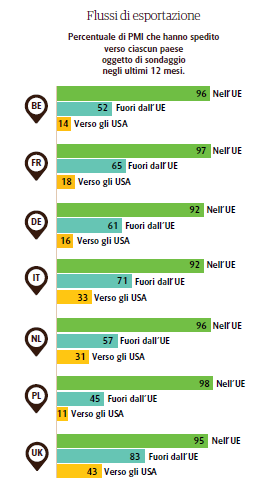 Flussi di esportazione
Percentuale di PMI che hanno spedito
verso ciascun paese
oggetto di sondaggio
negli ultimi 12 mesi.
BE
96 Nell'UE
52 Fuori dall'UE
14 Verso gli USA
FR
97 Nell'UE
65 Fuori dall'UE
18 Verso gli USA
DE
92 Nell'UE
61 Fuori dall'UE
16 Verso gli USA
IT
92 Nell'UE
71 Fuori dall'UE
33 Verso gli USA
NL
96 Nell'UE
57 Fuori dall'UE
31 Verso gli USA
PL
98 Nell'UE
45 Fuori dall'UE
11 Verso gli USA
UK
95 Nell'UE
83 Fuori dall'UE
43 Verso gli USA